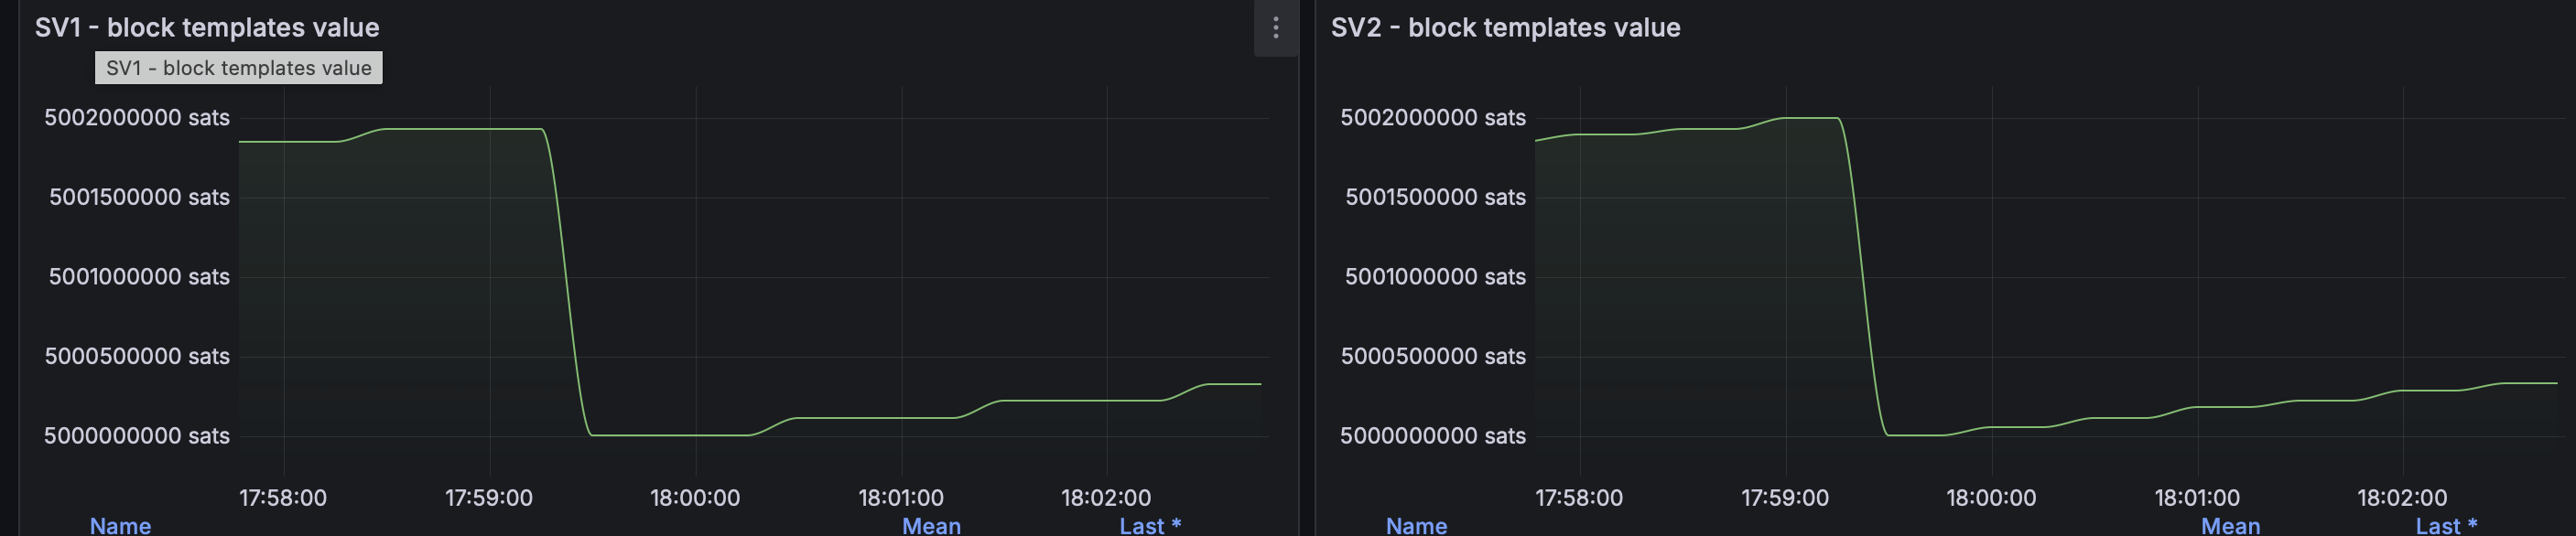 SV1 - block templates value
SV1 - block templates value
5002000000 sats
5001500000 sats
5001000000 sats
5000500000 sats
5000000000 sats
17:58:00 17:59:00 18:00:00 18:01:00 18:02:00
Name Mean Last *
SV2 - block templates value
5002000000 sats
5001500000 sats
5001000000 sats
5000500000 sats
5000000000 sats
17:58:00 17:59:00 18:00:00 18:01:00 18:02:00
Name Mean Last *